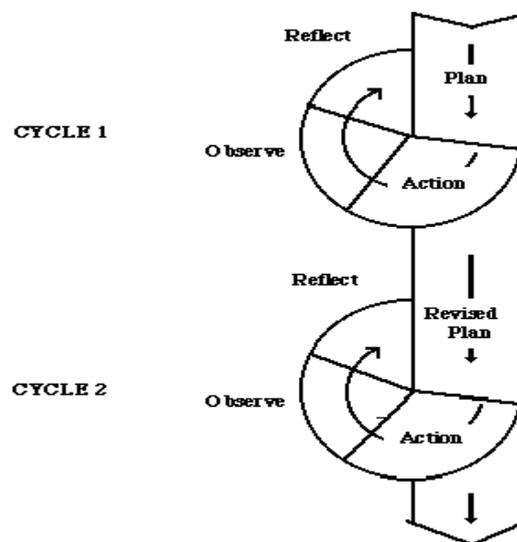 Reflect
Plan
CYCLE 1
Observe
Action
Reflect
Revised
Plan
CYCLE 2
Observe
Action